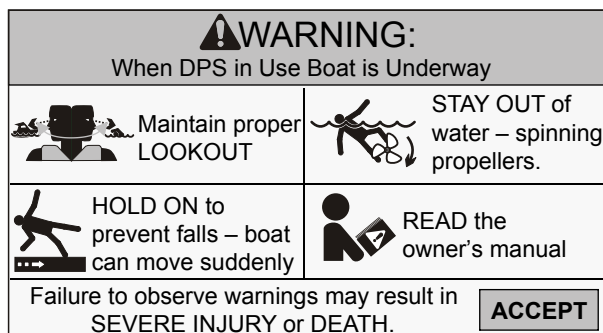 WARNING:
When DPS in Use Boat is Underway
Maintain proper
LOOKOUT
STAY OUT of
water – spinning
propellers.
HOLD ON to
prevent falls – boat
can move suddenly
READ the
owner's manual
Failure to observe warnings may result in
SEVERE INJURY or DEATH.
ACCEPT